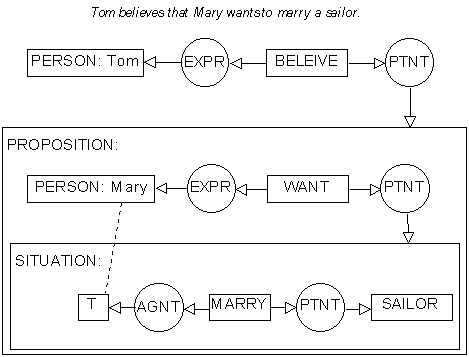 Tom believes that Mary wantsto marry a sailor.
PERSON: Tom EXPR BELEIVE PTNT
PROPOSITION:
PERSON: Mary EXPR WANT PTNT
SITUATION:
T AGNT MARRY PTNT SAILOR